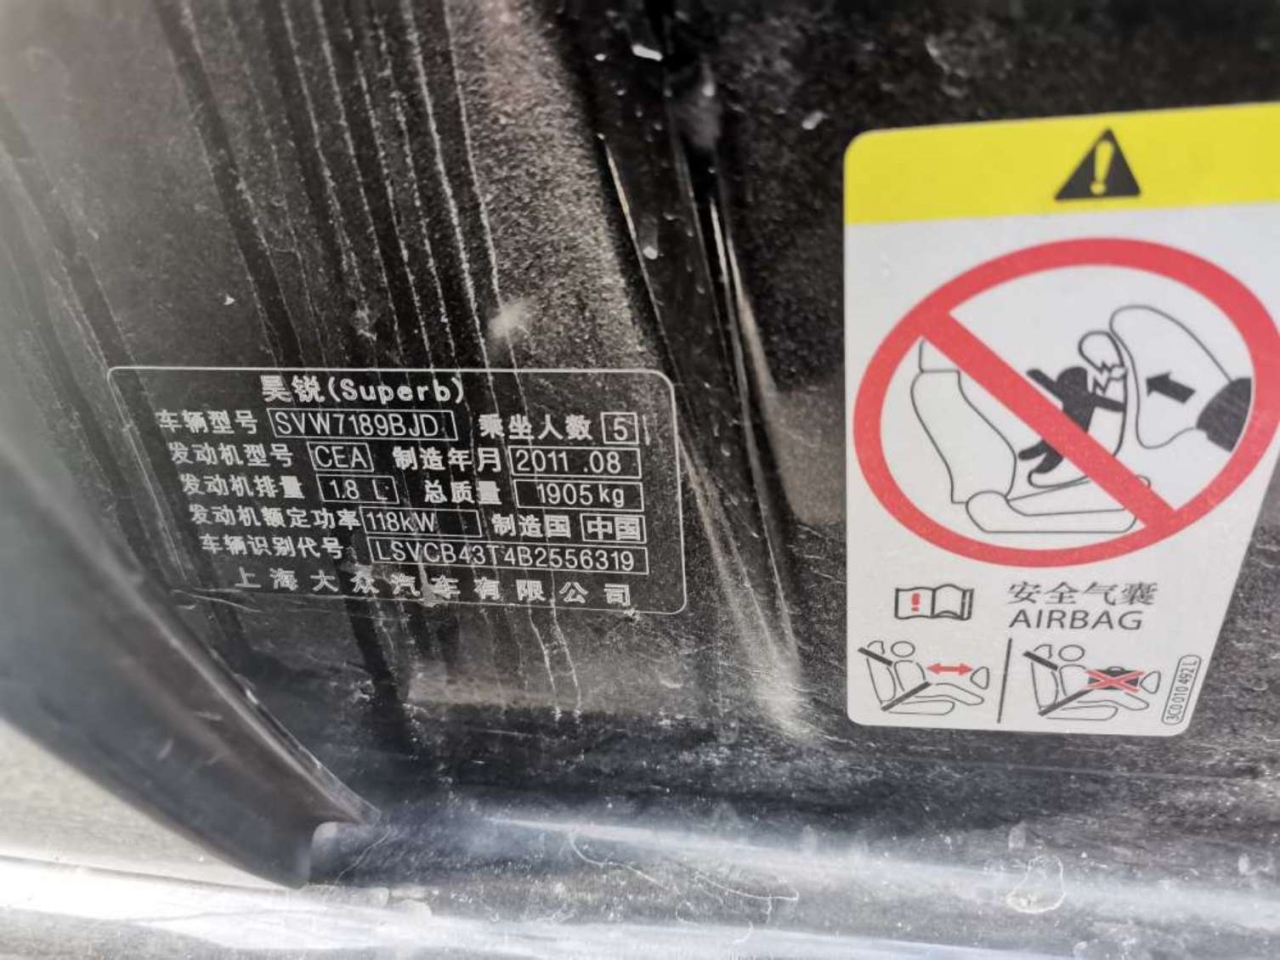 昊锐(Superb)
车辆型号 SVW7189BJD 乘坐人数 5
发动机型号 CEA 制造年月 2011.08
发动机排量 1.8 L 总质量 1905kg
发动机额定功率 118kW 制造国 中国
车辆识别代号 LSVCB43T4B2556319
上海大众汽车有限公司
安全气囊
AIRBAG
3C0 010 492 L